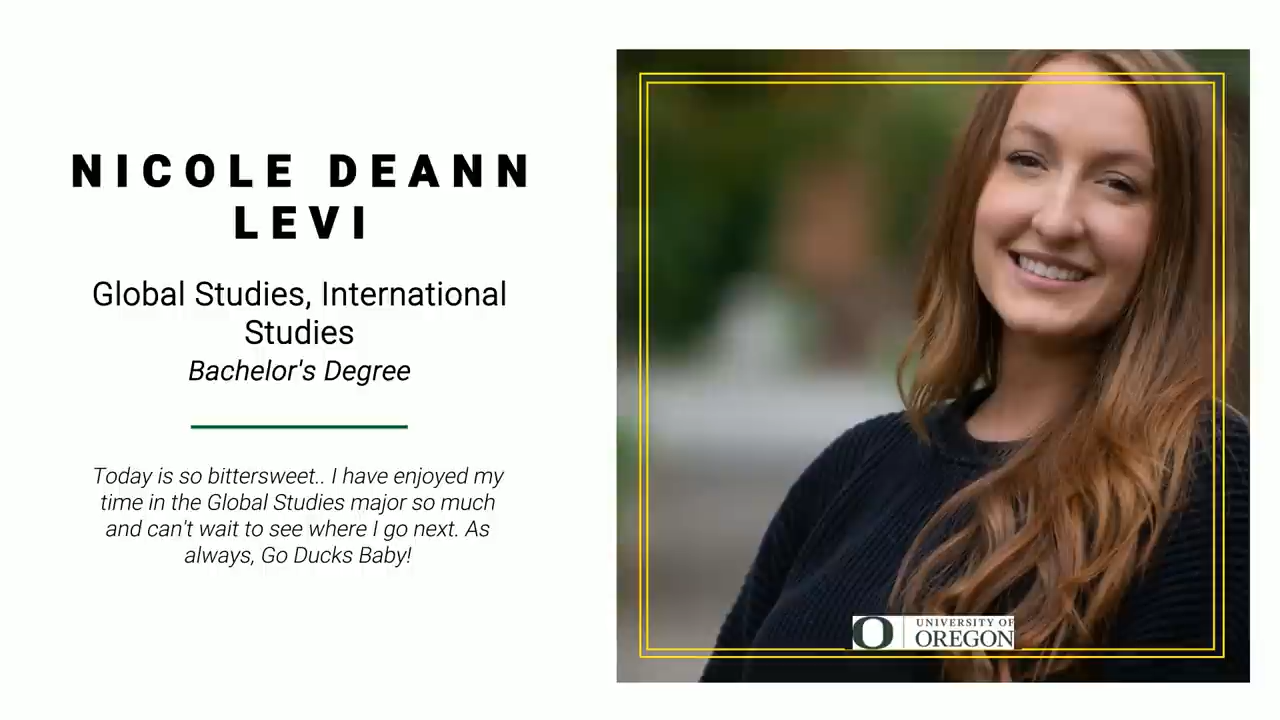 NICOLE DEANN
LEVI
Global Studies, International
Studies
Bachelor's Degree
Today is so bittersweet.. I have enjoyed my
time in the Global Studies major so much
and can't wait to see where I go next. As
always, Go Ducks Baby!
O
UNIVERSITY OF
OREGON